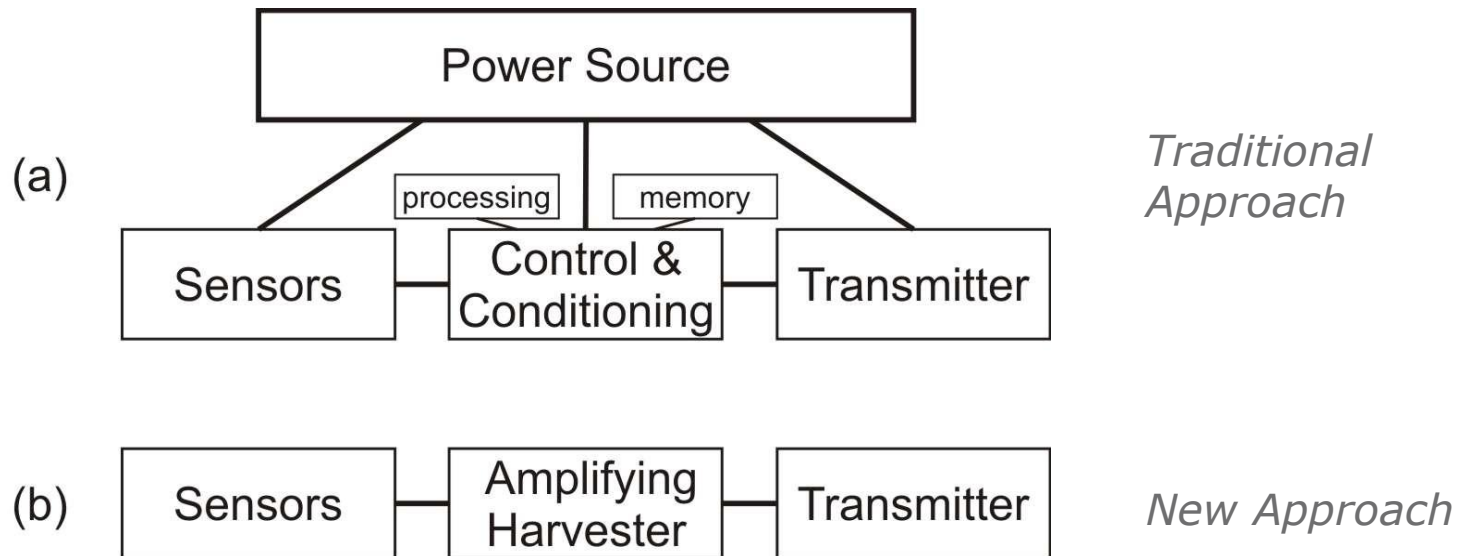 Power Source
(a)
Traditional
Approach
processing
memory
Sensors
Control &
Conditioning
Transmitter
(b)
Sensors
Amplifying
Harvester
Transmitter
New Approach